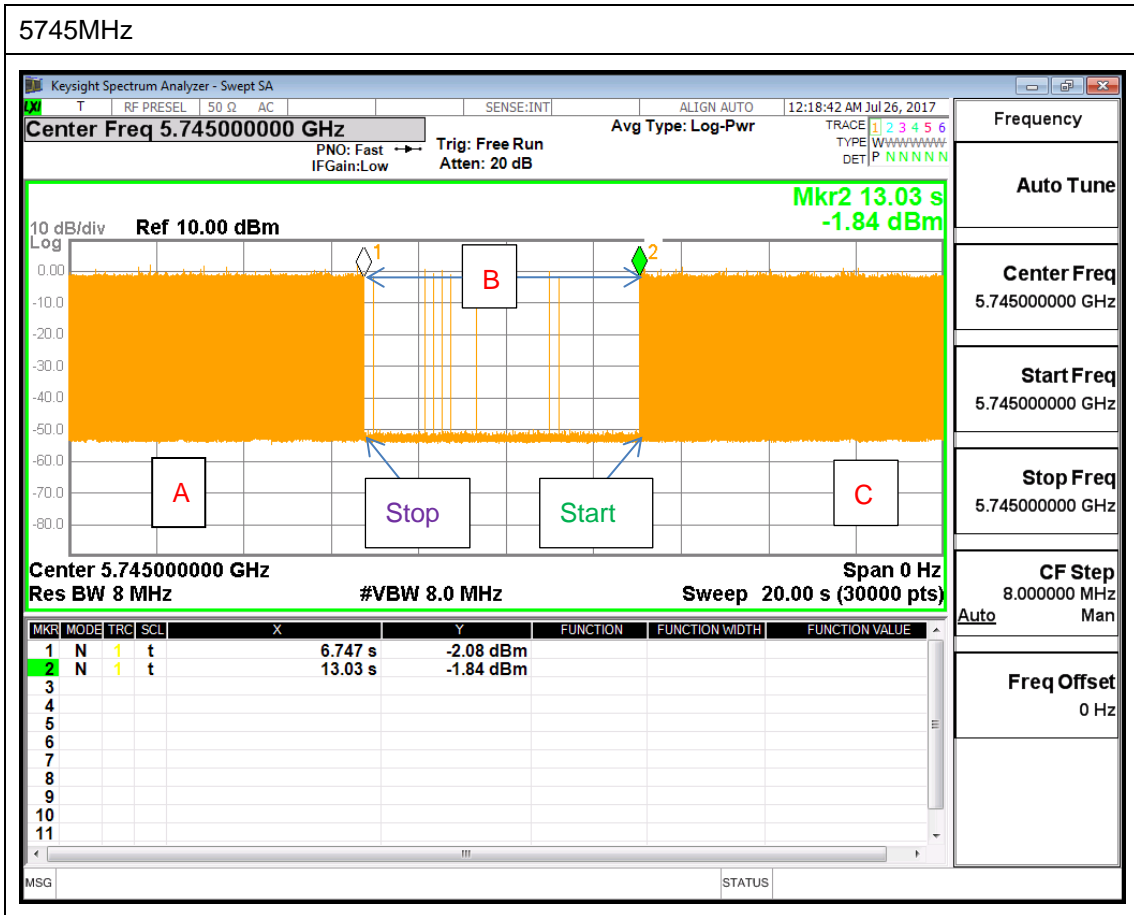 5745MHz
Keysight Spectrum Analyzer - Swept SA
LXI T RF PRESEL 50 Ω AC SENSE:INT ALIGN AUTO 12:18:42 AM Jul 26, 2017
Center Freq 5.745000000 GHz
PNO: Fast
IFGain:Low
Trig: Free Run
Atten: 20 dB
Avg Type: Log-Pwr
TRACE 1 2 3 4 5 6
TYPE WWWWWW
DET P N N N N N
Mkr2 13.03 s
-1.84 dBm
10 dB/div Ref 10.00 dBm
Log
0.00
-10.0
-20.0
-30.0
-40.0
-50.0
-60.0
-70.0
-80.0
1
2
B
A
Stop
Start
C
Center 5.745000000 GHz Span 0 Hz
Res BW 8 MHz #VBW 8.0 MHz Sweep 20.00 s (30000 pts)
MKR MODE TRC SCL X Y FUNCTION FUNCTION WIDTH FUNCTION VALUE
1 N 1 t 6.747 s -2.08 dBm
2 N 1 t 13.03 s -1.84 dBm
3
4
5
6
7
8
9
10
11
MSG STATUS
Frequency
Auto Tune
Center Freq
5.745000000 GHz
Start Freq
5.745000000 GHz
Stop Freq
5.745000000 GHz
CF Step
8.000000 MHz
Auto Man
Freq Offset
0 Hz